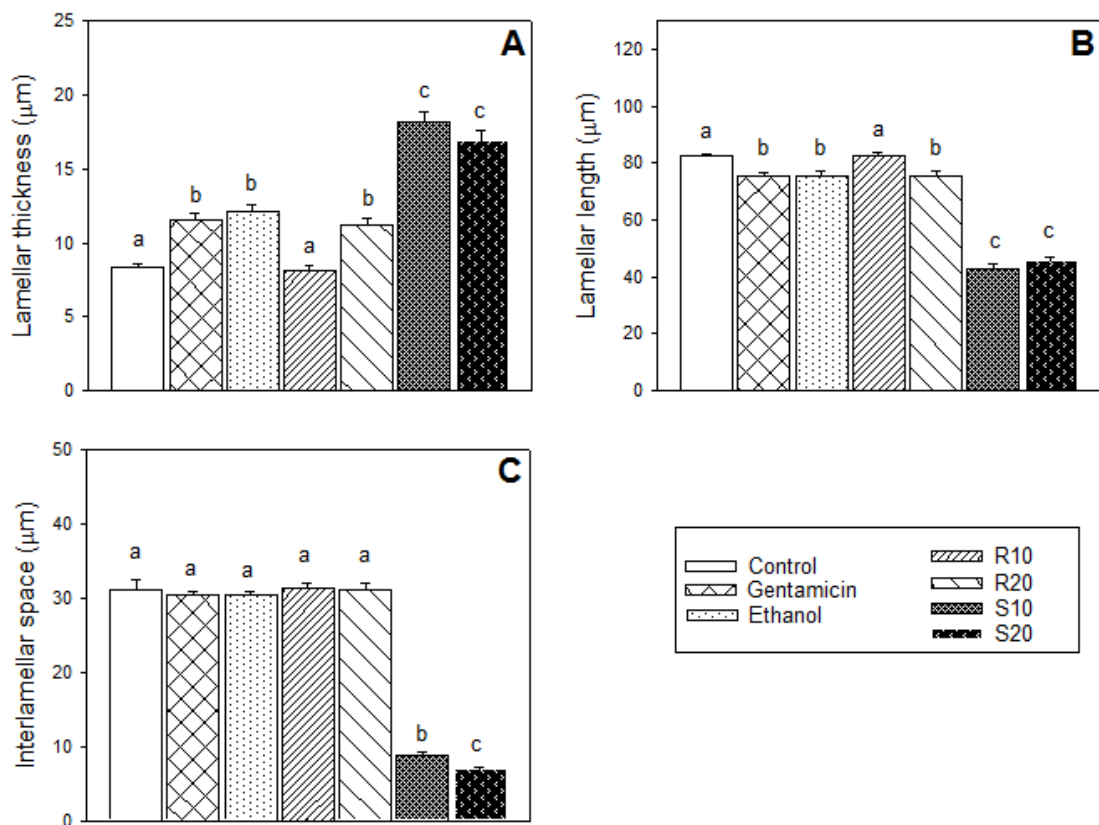 A
Lamellar thickness (μm)
25
20
15
10
5
0
a
b
b
a
b
c
c
B
Lamellar length (μm)
120
100
80
60
40
20
0
a
b
b
a
b
c
c
C
Interlamellar space (μm)
50
40
30
20
10
0
a
a
a
a
a
b
c
Control
Gentamicin
Ethanol
R10
R20
S10
S20